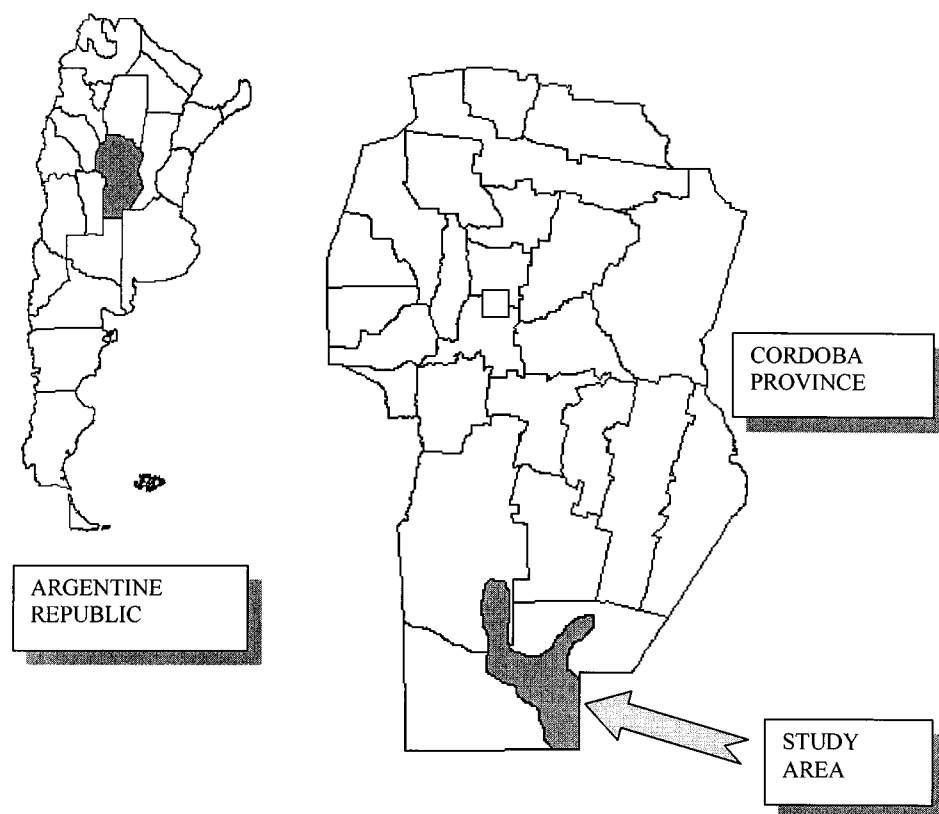 CORDOBA
PROVINCE
ARGENTINE
REPUBLIC
STUDY
AREA